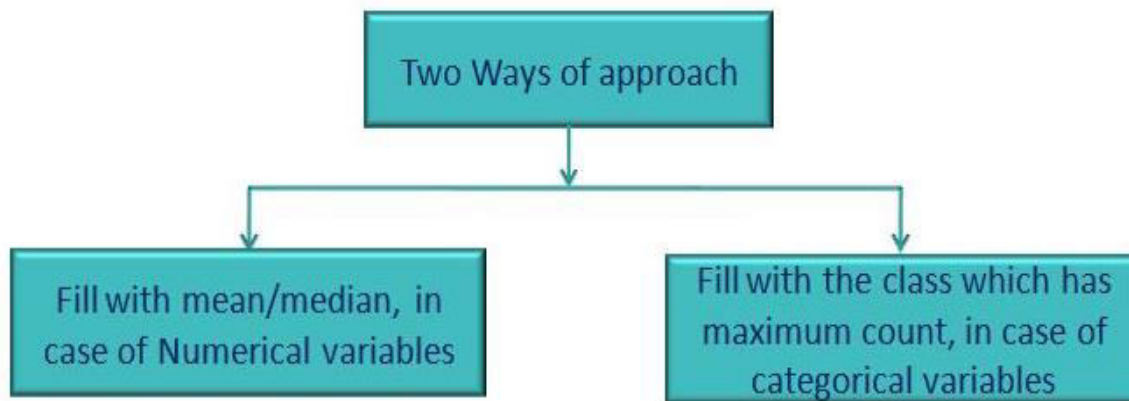 Two Ways of approach
Fill with mean/median, in
case of Numerical variables
Fill with the class which has
maximum count, in case of
categorical variables